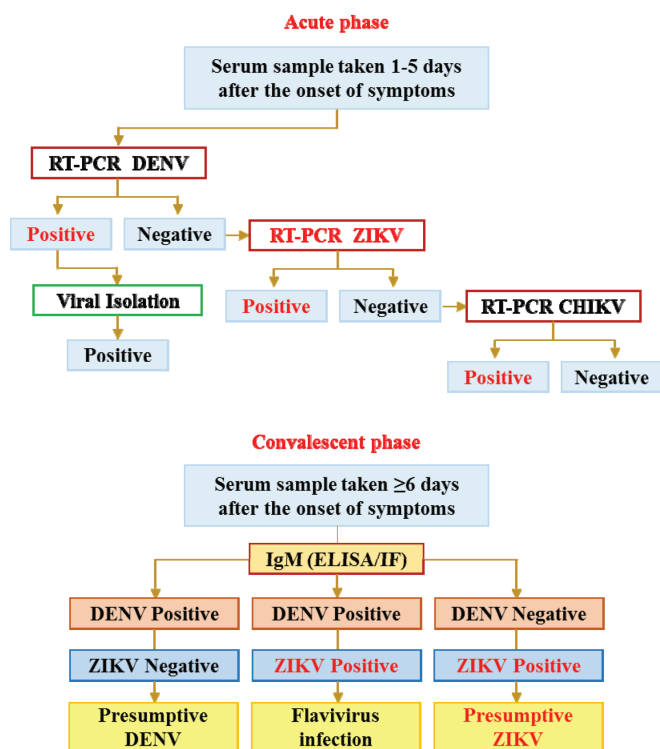 Acute phase
Serum sample taken 1-5 days
after the onset of symptoms
RT-PCR DENV
Positive
Negative
RT-PCR ZIKV
Viral Isolation
Positive
Negative
RT-PCR CHIKV
Positive
Positive
Negative
Convalescent phase
Serum sample taken ≥6 days
after the onset of symptoms
IgM (ELISA/IF)
DENV Positive
DENV Positive
DENV Negative
ZIKV Negative
ZIKV Positive
ZIKV Positive
Presumptive
DENV
Flavivirus
infection
Presumptive
ZIKV